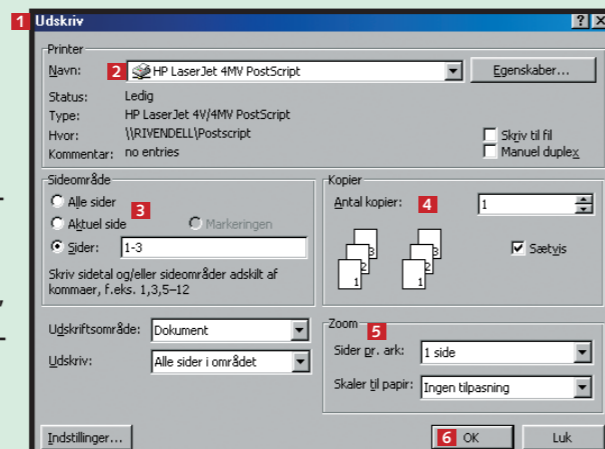 1 Udskriv
Printer
Navn: 2 HP LaserJet 4MV PostScript Egenskaber...
Status: Ledig
Type: HP LaserJet 4V/4MV PostScript
Hvor: \\RIVENDELL\Postscript Skriv til fil
Kommentar: no entries Manuel duplex
Sideområde
Alle sider 3
Aktuel side Markeringen
Sider: 1-3
Skriv sidetal og/eller sideområder adskilt af
kommaer, f.eks. 1,3,5–12
Kopier
Antal kopier: 4 1
1 2 3 1 2 3 Sætvis
Udskriftsområde: Dokument
Udskriv: Alle sider i området
Zoom 5
Sider pr. ark: 1 side
Skaler til papir: Ingen tilpasning
Indstillinger... 6 OK Luk